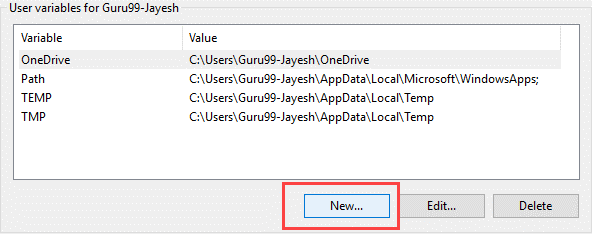 User variables for Guru99-Jayesh
Variable Value
OneDrive C:\Users\Guru99-Jayesh\OneDrive
Path C:\Users\Guru99-Jayesh\AppData\Local\Microsoft\WindowsApps;
TEMP C:\Users\Guru99-Jayesh\AppData\Local\Temp
TMP C:\Users\Guru99-Jayesh\AppData\Local\Temp
New... Edit... Delete